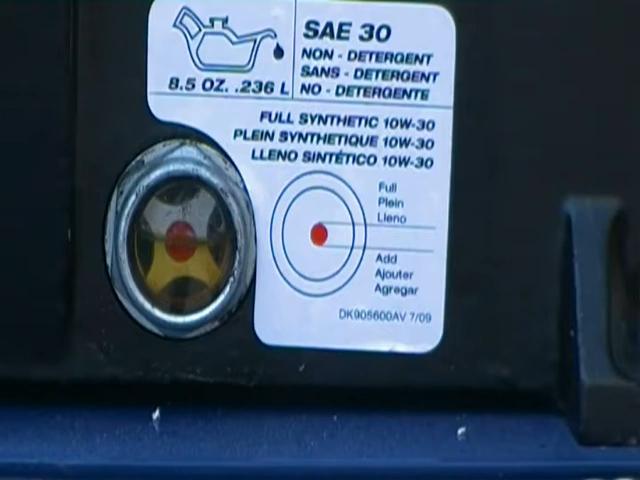 SAE 30
NON - DETERGENT
SANS - DETERGENT
8.5 OZ. .236 L
NO - DETERGENTE
FULL SYNTHETIC 10W-30
PLEIN SYNTHETIQUE 10W-30
LLENO SINTÉTICO 10W-30
Full
Plein
Lleno
Add
Ajouter
Agregar
DK905600AV 7/09